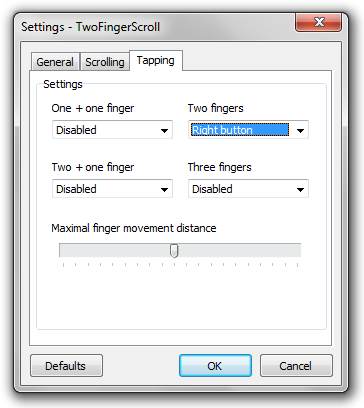 Settings - TwoFingerScroll
General Scrolling Tapping
Settings
One + one finger Two fingers
Disabled Right button
Two + one finger Three fingers
Disabled Disabled
Maximal finger movement distance
Defaults OK Cancel